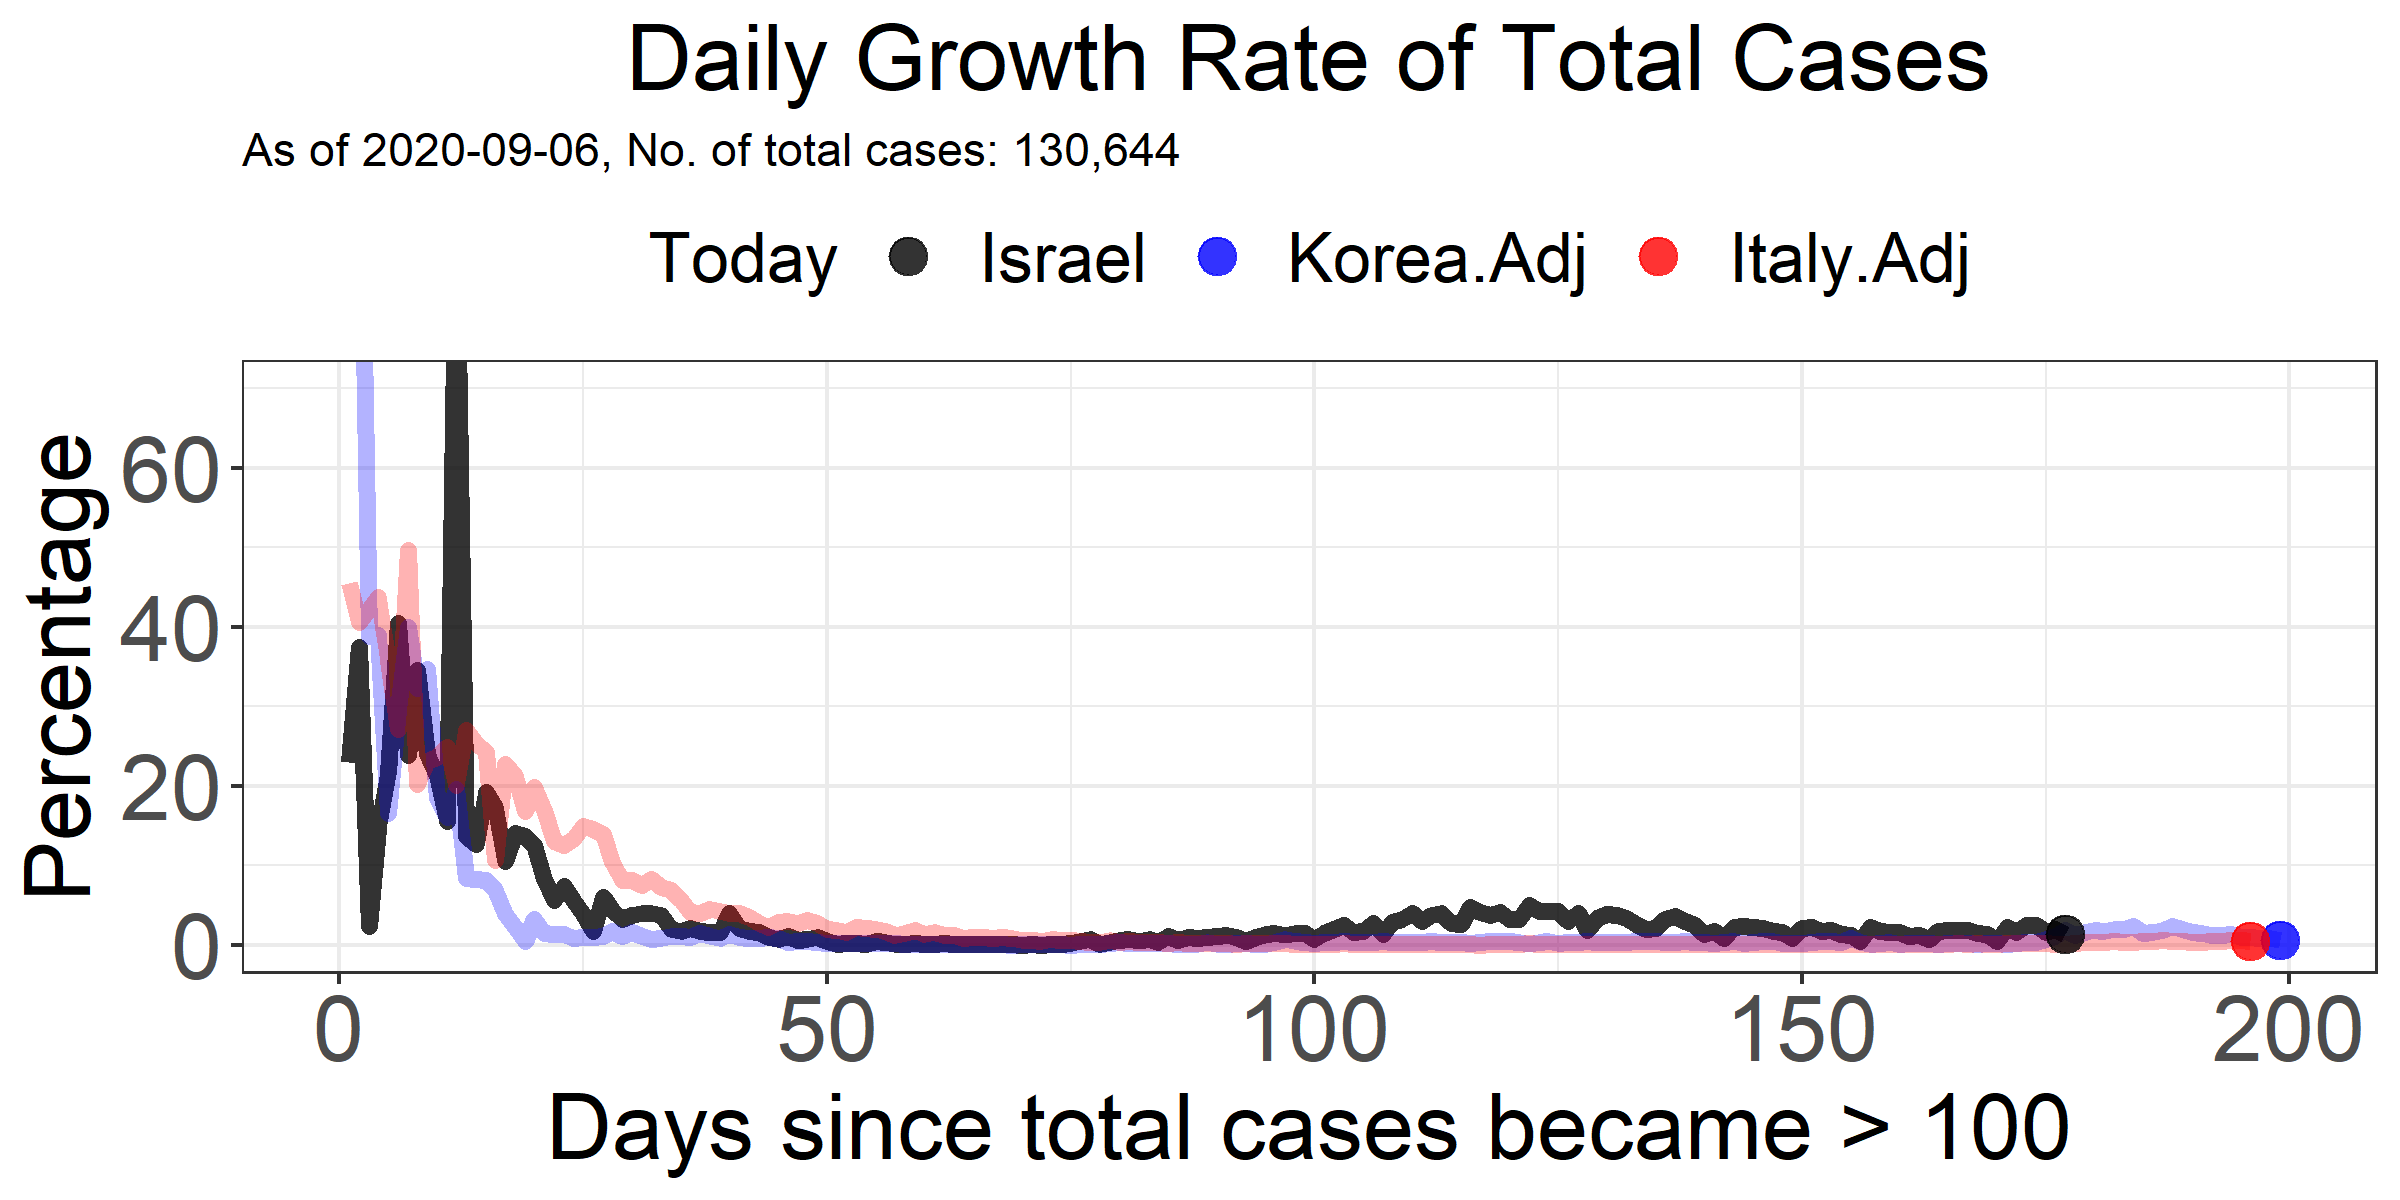 Daily Growth Rate of Total Cases
As of 2020-09-06, No. of total cases: 130,644
Today Israel Korea.Adj Italy.Adj
Percentage
60
40
20
0
0 50 100 150 200
Days since total cases became > 100